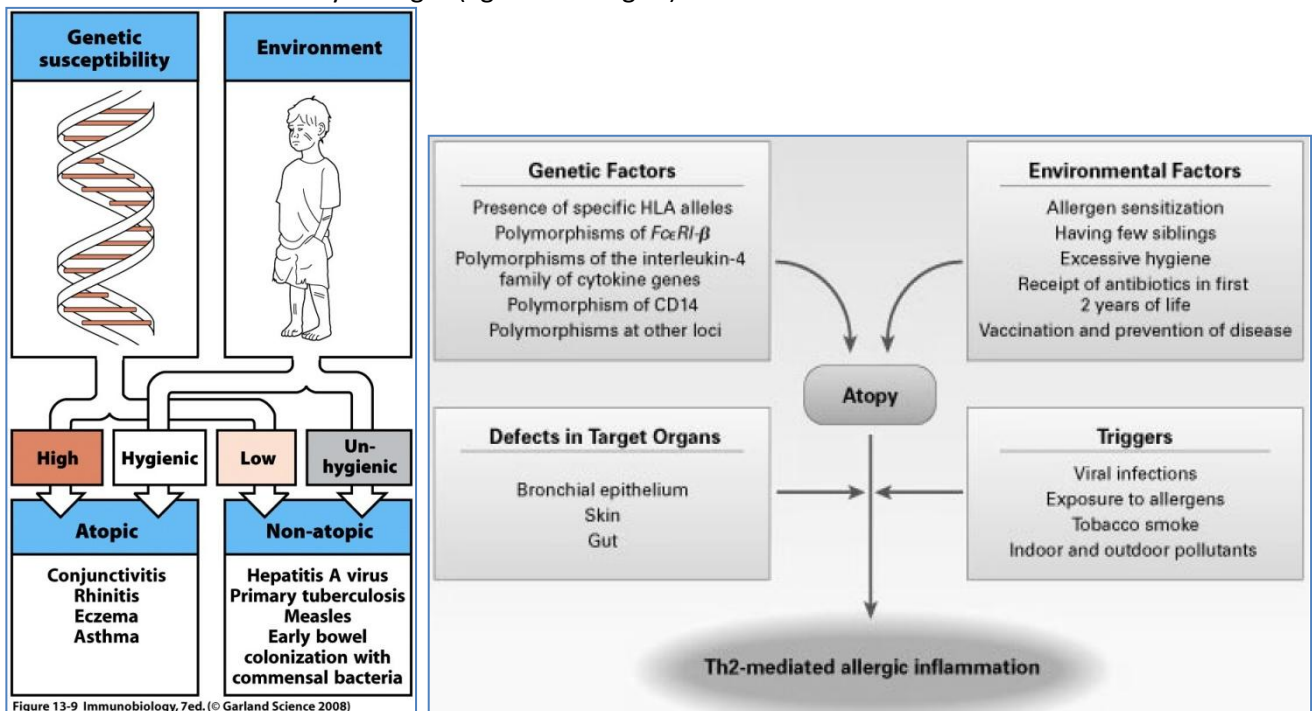 Genetic
susceptibility
Environment
High
Hygienic
Low
Un-
hygienic
Atopic
Conjunctivitis
Rhinitis
Eczema
Asthma
Non-atopic
Hepatitis A virus
Primary tuberculosis
Measles
Early bowel
colonization with
commensal bacteria
Figure 13-9 Immunobiology, 7ed. (© Garland Science 2008)
Genetic Factors
Presence of specific HLA alleles
Polymorphisms of FcεRI-β
Polymorphisms of the interleukin-4
family of cytokine genes
Polymorphism of CD14
Polymorphisms at other loci
Environmental Factors
Allergen sensitization
Having few siblings
Excessive hygiene
Receipt of antibiotics in first
2 years of life
Vaccination and prevention of disease
Atopy
Defects in Target Organs
Bronchial epithelium
Skin
Gut
Triggers
Viral infections
Exposure to allergens
Tobacco smoke
Indoor and outdoor pollutants
Th2-mediated allergic inflammation